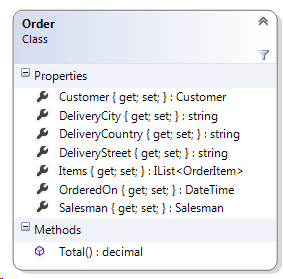 Order
Class
Properties
Customer { get; set; } : Customer
DeliveryCity { get; set; } : string
DeliveryCountry { get; set; } : string
DeliveryStreet { get; set; } : string
Items { get; set; } : IList<OrderItem>
OrderedOn { get; set; } : DateTime
Salesman { get; set; } : Salesman
Methods
Total() : decimal